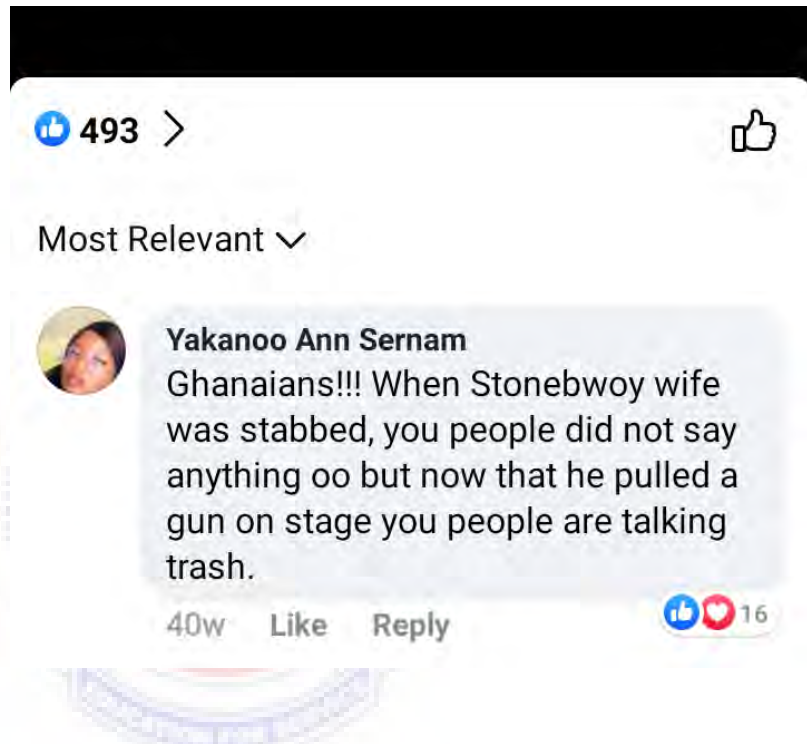 493
Most Relevant
Yakanoo Ann Sernam
Ghanaians!!! When Stonebwoy wife
was stabbed, you people did not say
anything oo but now that he pulled a
gun on stage you people are talking
trash.
40w Like Reply 16